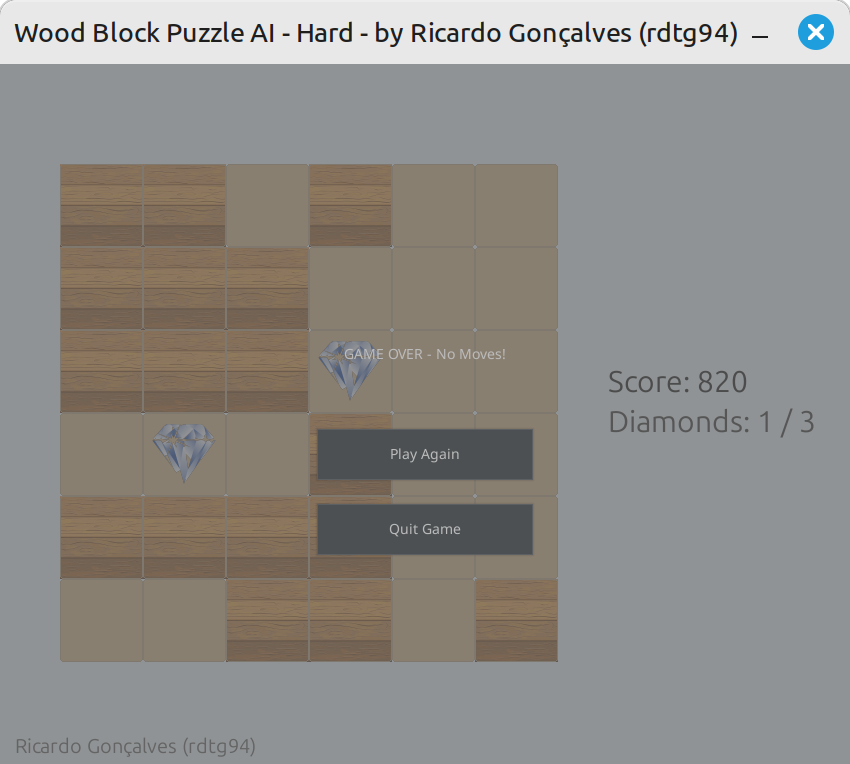 Wood Block Puzzle AI - Hard - by Ricardo Gonçalves (rdtg94)
GAME OVER - No Moves!
Score: 820
Diamonds: 1 / 3
Play Again
Quit Game
Ricardo Gonçalves (rdtg94)